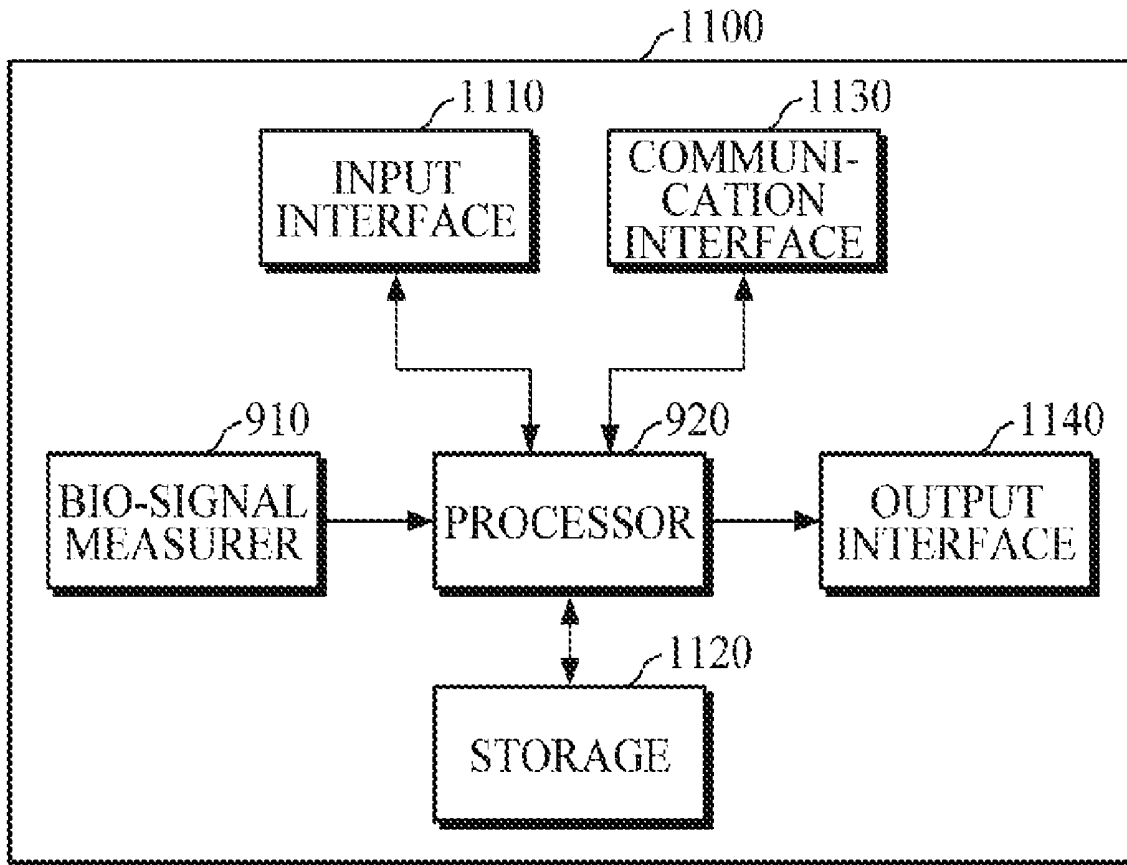 1100
1110
INPUT
INTERFACE
1130
COMMUNI-
CATION
INTERFACE
910
BIO-SIGNAL
MEASURER
920
PROCESSOR
1140
OUTPUT
INTERFACE
1120
STORAGE